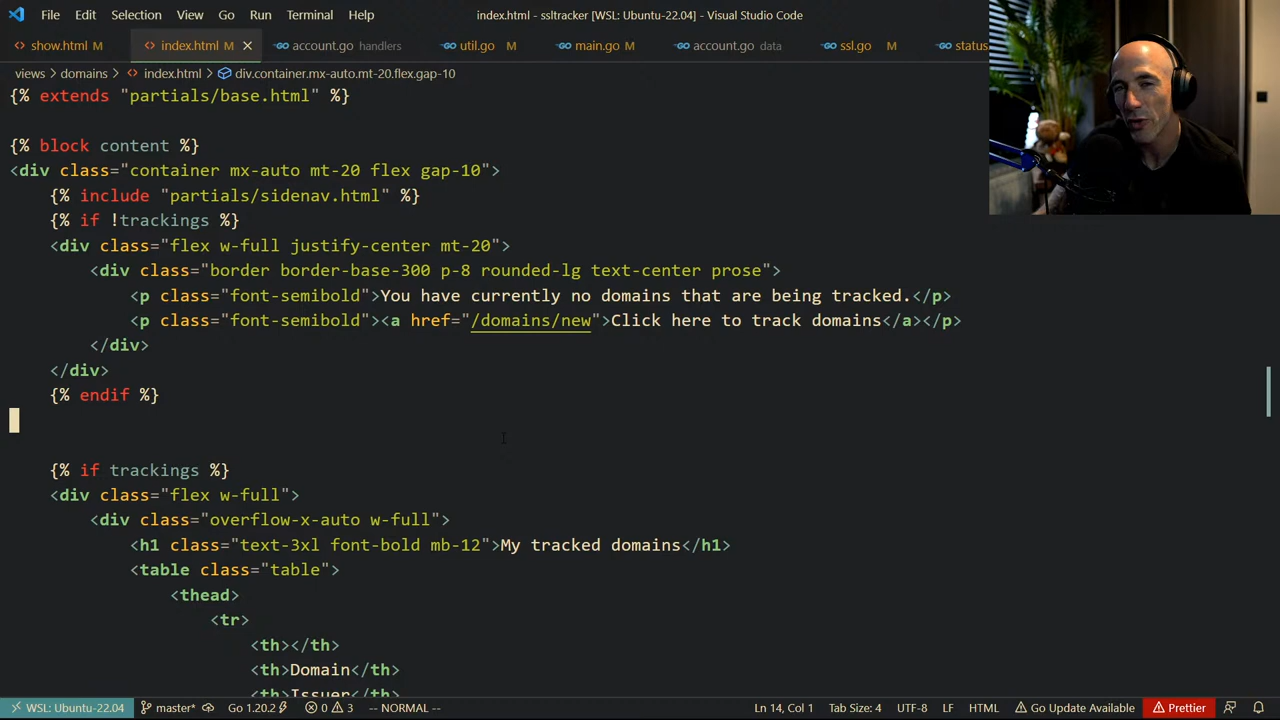 File Edit Selection View Go Run Terminal Help index.html - ssltracker [WSL: Ubuntu-22.04] - Visual Studio Code
show.html M index.html M account.go handlers util.go M main.go M account.go data ssl.go M status
views domains index.html div.container.mx-auto.mt-20.flex.gap-10
{% extends "partials/base.html" %}
{% block content %}
<div class="container mx-auto mt-20 flex gap-10">
{% include "partials/sidenav.html" %}
{% if !trackings %}
<div class="flex w-full justify-center mt-20">
<div class="border border-base-300 p-8 rounded-lg text-center prose">
<p class="font-semibold">You have currently no domains that are being tracked.</p>
<p class="font-semibold"><a href="/domains/new">Click here to track domains</a></p>
</div>
</div>
{% endif %}
{% if trackings %}
<div class="flex w-full">
<div class="overflow-x-auto w-full">
<h1 class="text-3xl font-bold mb-12">My tracked domains</h1>
<table class="table">
<thead>
<tr>
<th></th>
<th>Domain</th>
<th>Issuer</th>
WSL: Ubuntu-22.04 master* Go 1.20.2 0 3 -- NORMAL -- Ln 14, Col 1 Tab Size: 4 UTF-8 LF HTML Go Update Available Prettier